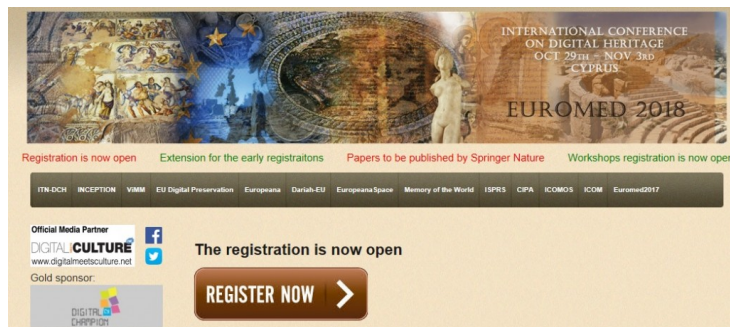 INTERNATIONAL CONFERENCE
ON DIGITAL HERITAGE
OCT 29TH - NOV 3RD
CYPRUS
EUROMED 2018
Registration is now open Extension for the early registraitons Papers to be published by Springer Nature Workshops registration is now open
ITN-DCH INCEPTION ViMM EU Digital Preservation Europeana Dariah-EU EuropeanaSpace Memory of the World ISPRS CIPA ICOMOS ICOM Euromed2017
Official Media Partner
DIGITALCULTURE
www.digitalmeetsculture.net
Gold sponsor:
DIGITAL
CHAMPION
The registration is now open
REGISTER NOW